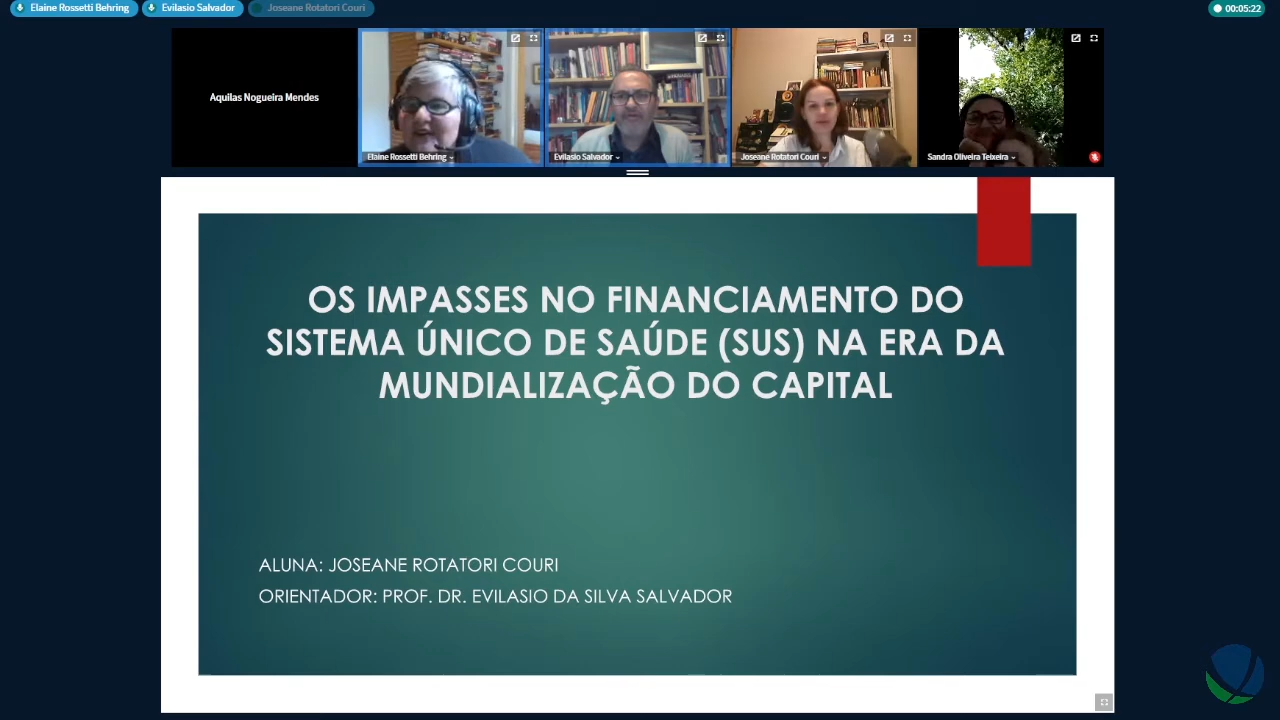 Elaine Rossetti Behring
Evilasio Salvador
Joseane Rotatori Couri
00:05:22
Aquilas Nogueira Mendes
Elaine Rossetti Behring
Evilasio Salvador
Joseane Rotatori Couri
Sandra Oliveira Teixeira
OS IMPASSES NO FINANCIAMENTO DO
SISTEMA ÚNICO DE SAÚDE (SUS) NA ERA DA
MUNDIALIZAÇÃO DO CAPITAL
ALUNA: JOSEANE ROTATORI COURI
ORIENTADOR: PROF. DR. EVILASIO DA SILVA SALVADOR